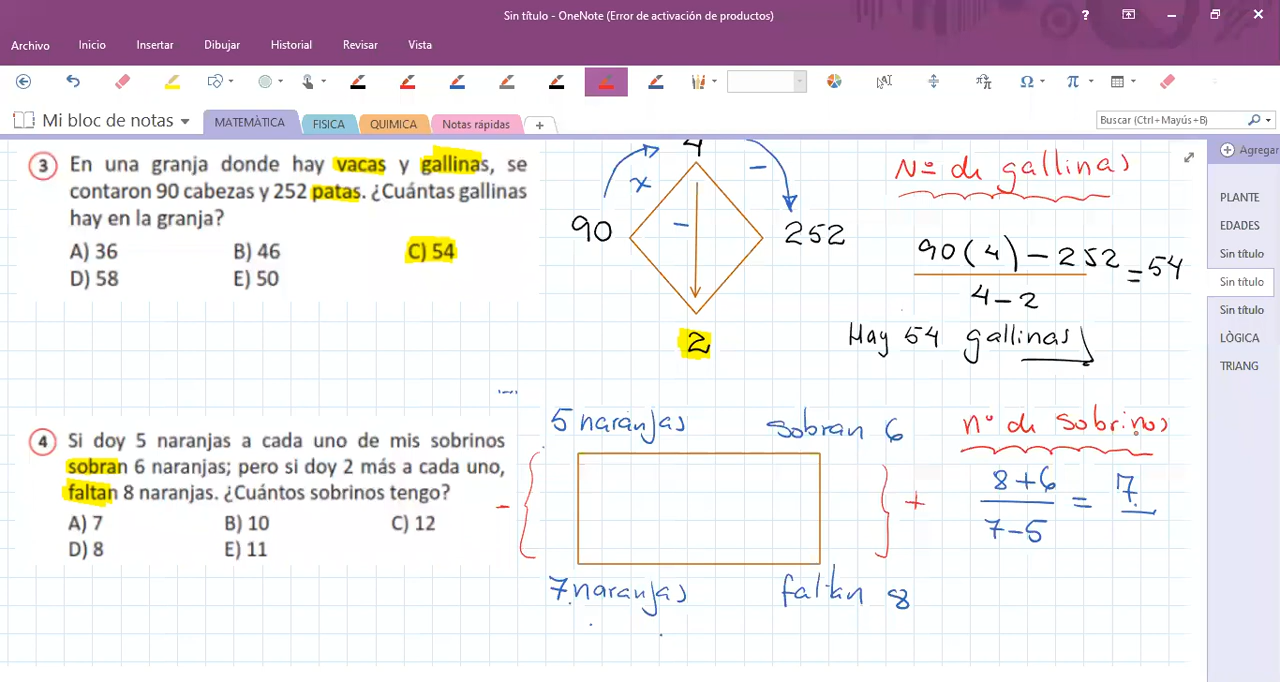 Sin título - OneNote (Error de activación de productos)
?
Archivo Inicio Insertar Dibujar Historial Revisar Vista
Mi bloc de notas MATEMÀTICA FISICA QUIMICA Notas rápidas +
Buscar (Ctrl+Mayús+B)
Agregar
PLANTE
EDADES
Sin título
Sin título
Sin título
LÒGICA
TRIANG
3 En una granja donde hay vacas y gallinas, se
contaron 90 cabezas y 252 patas. ¿Cuántas gallinas
hay en la granja?
A) 36 B) 46 C) 54
D) 58 E) 50
4
x −
90 − 252
2
Nº de gallinas
90(4) − 252
= 54
4 − 2
Hay 54 gallinas
4 Si doy 5 naranjas a cada uno de mis sobrinos
sobran 6 naranjas; pero si doy 2 más a cada uno,
faltan 8 naranjas. ¿Cuántos sobrinos tengo?
A) 7 B) 10 C) 12
D) 8 E) 11
5 naranjas sobran 6
− { } +
7 naranjas faltan 8
nº de sobrinos
8 + 6
= 7
7 − 5